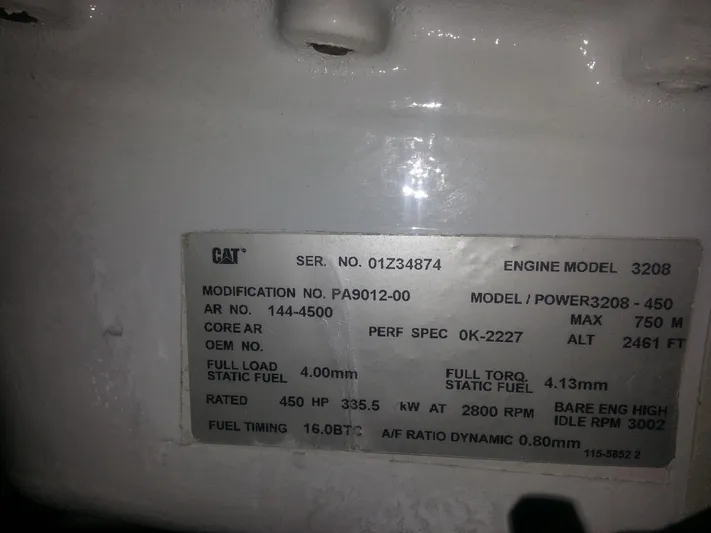 CAT SER. NO. 01Z34874 ENGINE MODEL 3208
MODIFICATION NO. PA9012-00 MODEL / POWER3208 - 450
AR NO. 144-4500 MAX 750 M
CORE AR PERF SPEC 0K-2227 ALT 2461 FT
OEM NO.
FULL LOAD STATIC FUEL 4.00mm FULL TORQ. STATIC FUEL 4.13mm
RATED 450 HP 335.5 kW AT 2800 RPM BARE ENG HIGH IDLE RPM 3002
FUEL TIMING 16.0BTC A/F RATIO DYNAMIC 0.80mm
115-5852 2